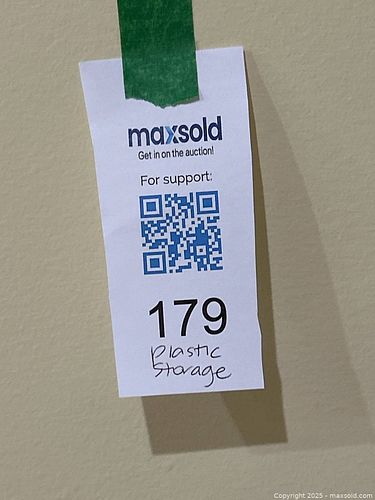 maxsold
Get in on the auction!
For support:
179
Plastic
Storage
Copyright 2025 - maxsold.com